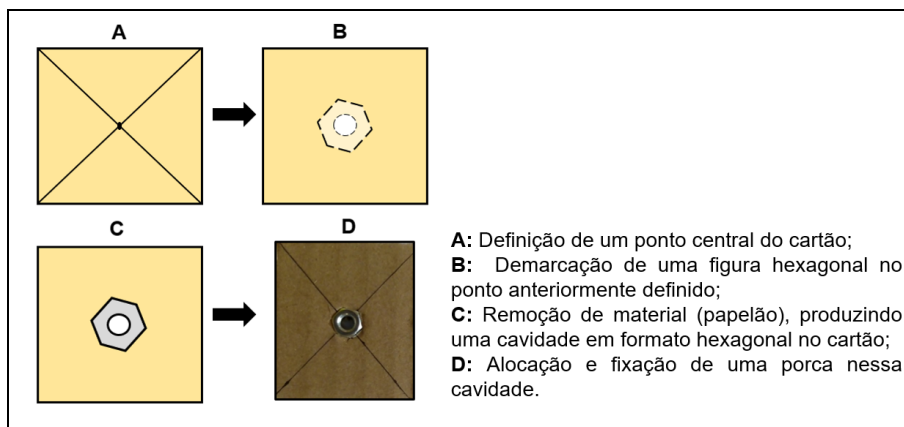 A
B
C
D
A: Definição de um ponto central do cartão;
B: Demarcação de uma figura hexagonal no
ponto anteriormente definido;
C: Remoção de material (papelão), produzindo
uma cavidade em formato hexagonal no cartão;
D: Alocação e fixação de uma porca nessa
cavidade.